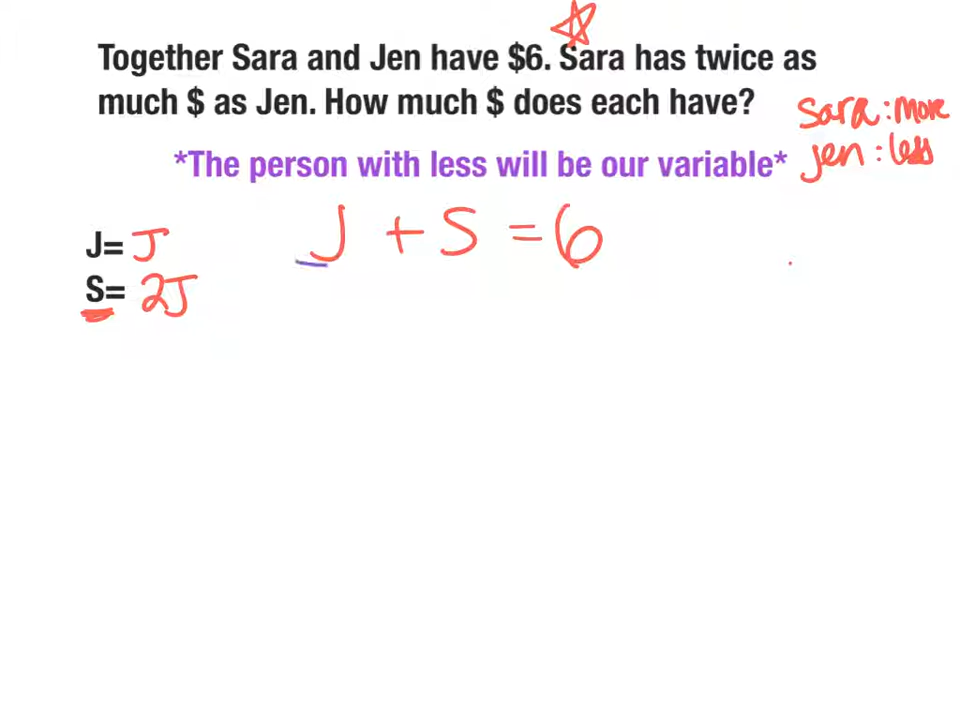 Together Sara and Jen have $6. Sara has twice as
much $ as Jen. How much $ does each have?
Sara: more
Jen: less
*The person with less will be our variable*
J= J
S= 2J
J + S = 6